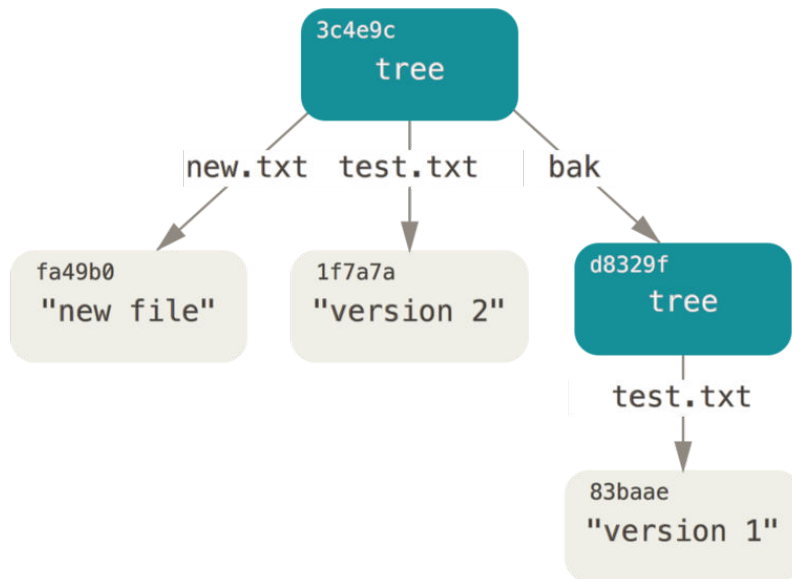 3c4e9c
tree
new.txt test.txt bak
fa49b0
"new file"
1f7a7a
"version 2"
d8329f
tree
test.txt
83baae
"version 1"